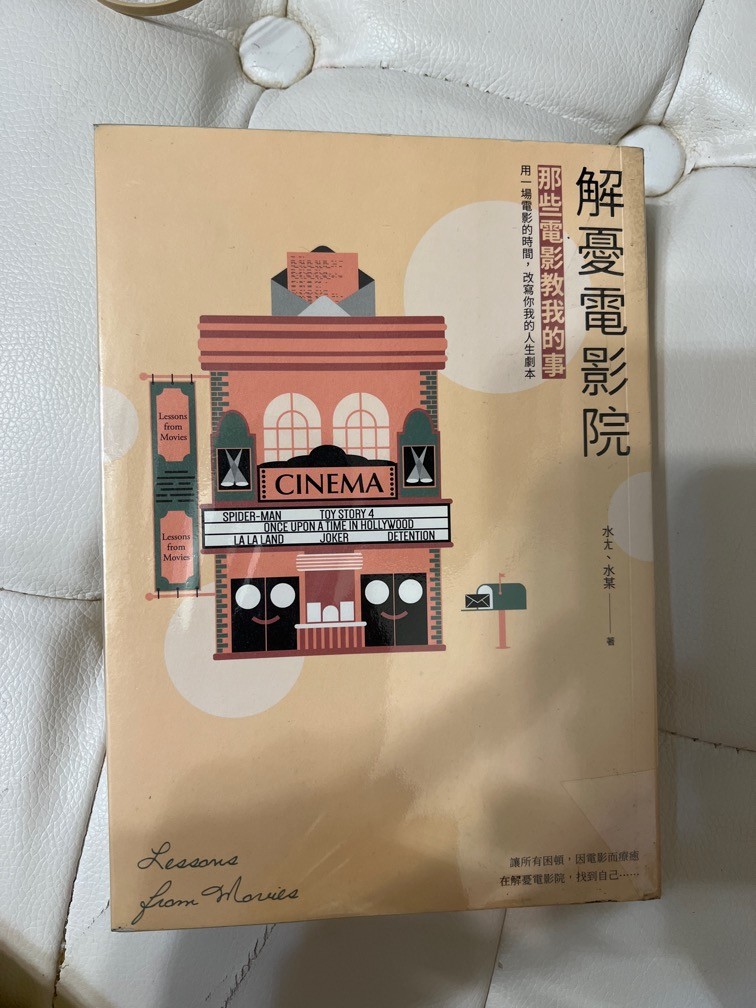 解憂電影院
那些電影教我的事
用一場電影的時間，改寫你我的人生劇本
水尢、水某
著
Lessons
from
Movies
Lessons
from
Movies
CINEMA
SPIDER-MAN TOY STORY 4
ONCE UPON A TIME IN HOLLYWOOD
LA LA LAND JOKER DETENTION
Lessons
from Movies
讓所有困頓，因電影而療癒
在解憂電影院，找到自己……